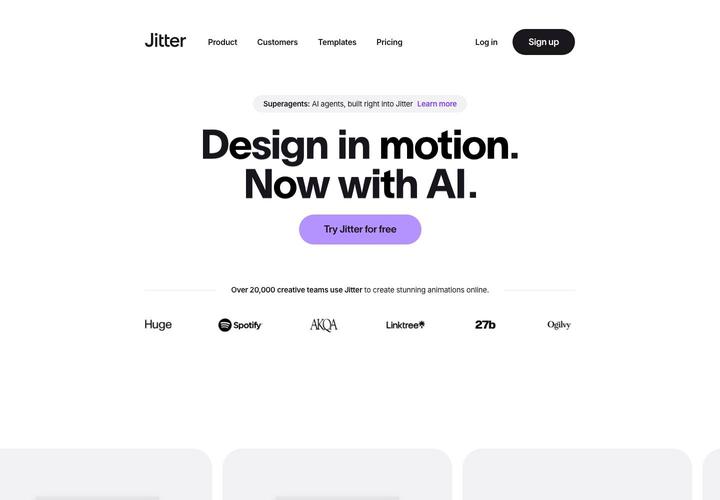 Jitter Product Customers Templates Pricing Log in Sign up
Superagents: AI agents, built right into Jitter Learn more
Design in motion.
Now with AI.
Try Jitter for free
Over 20,000 creative teams use Jitter to create stunning animations online.
Huge Spotify AKQA Linktree 27b Ogilvy